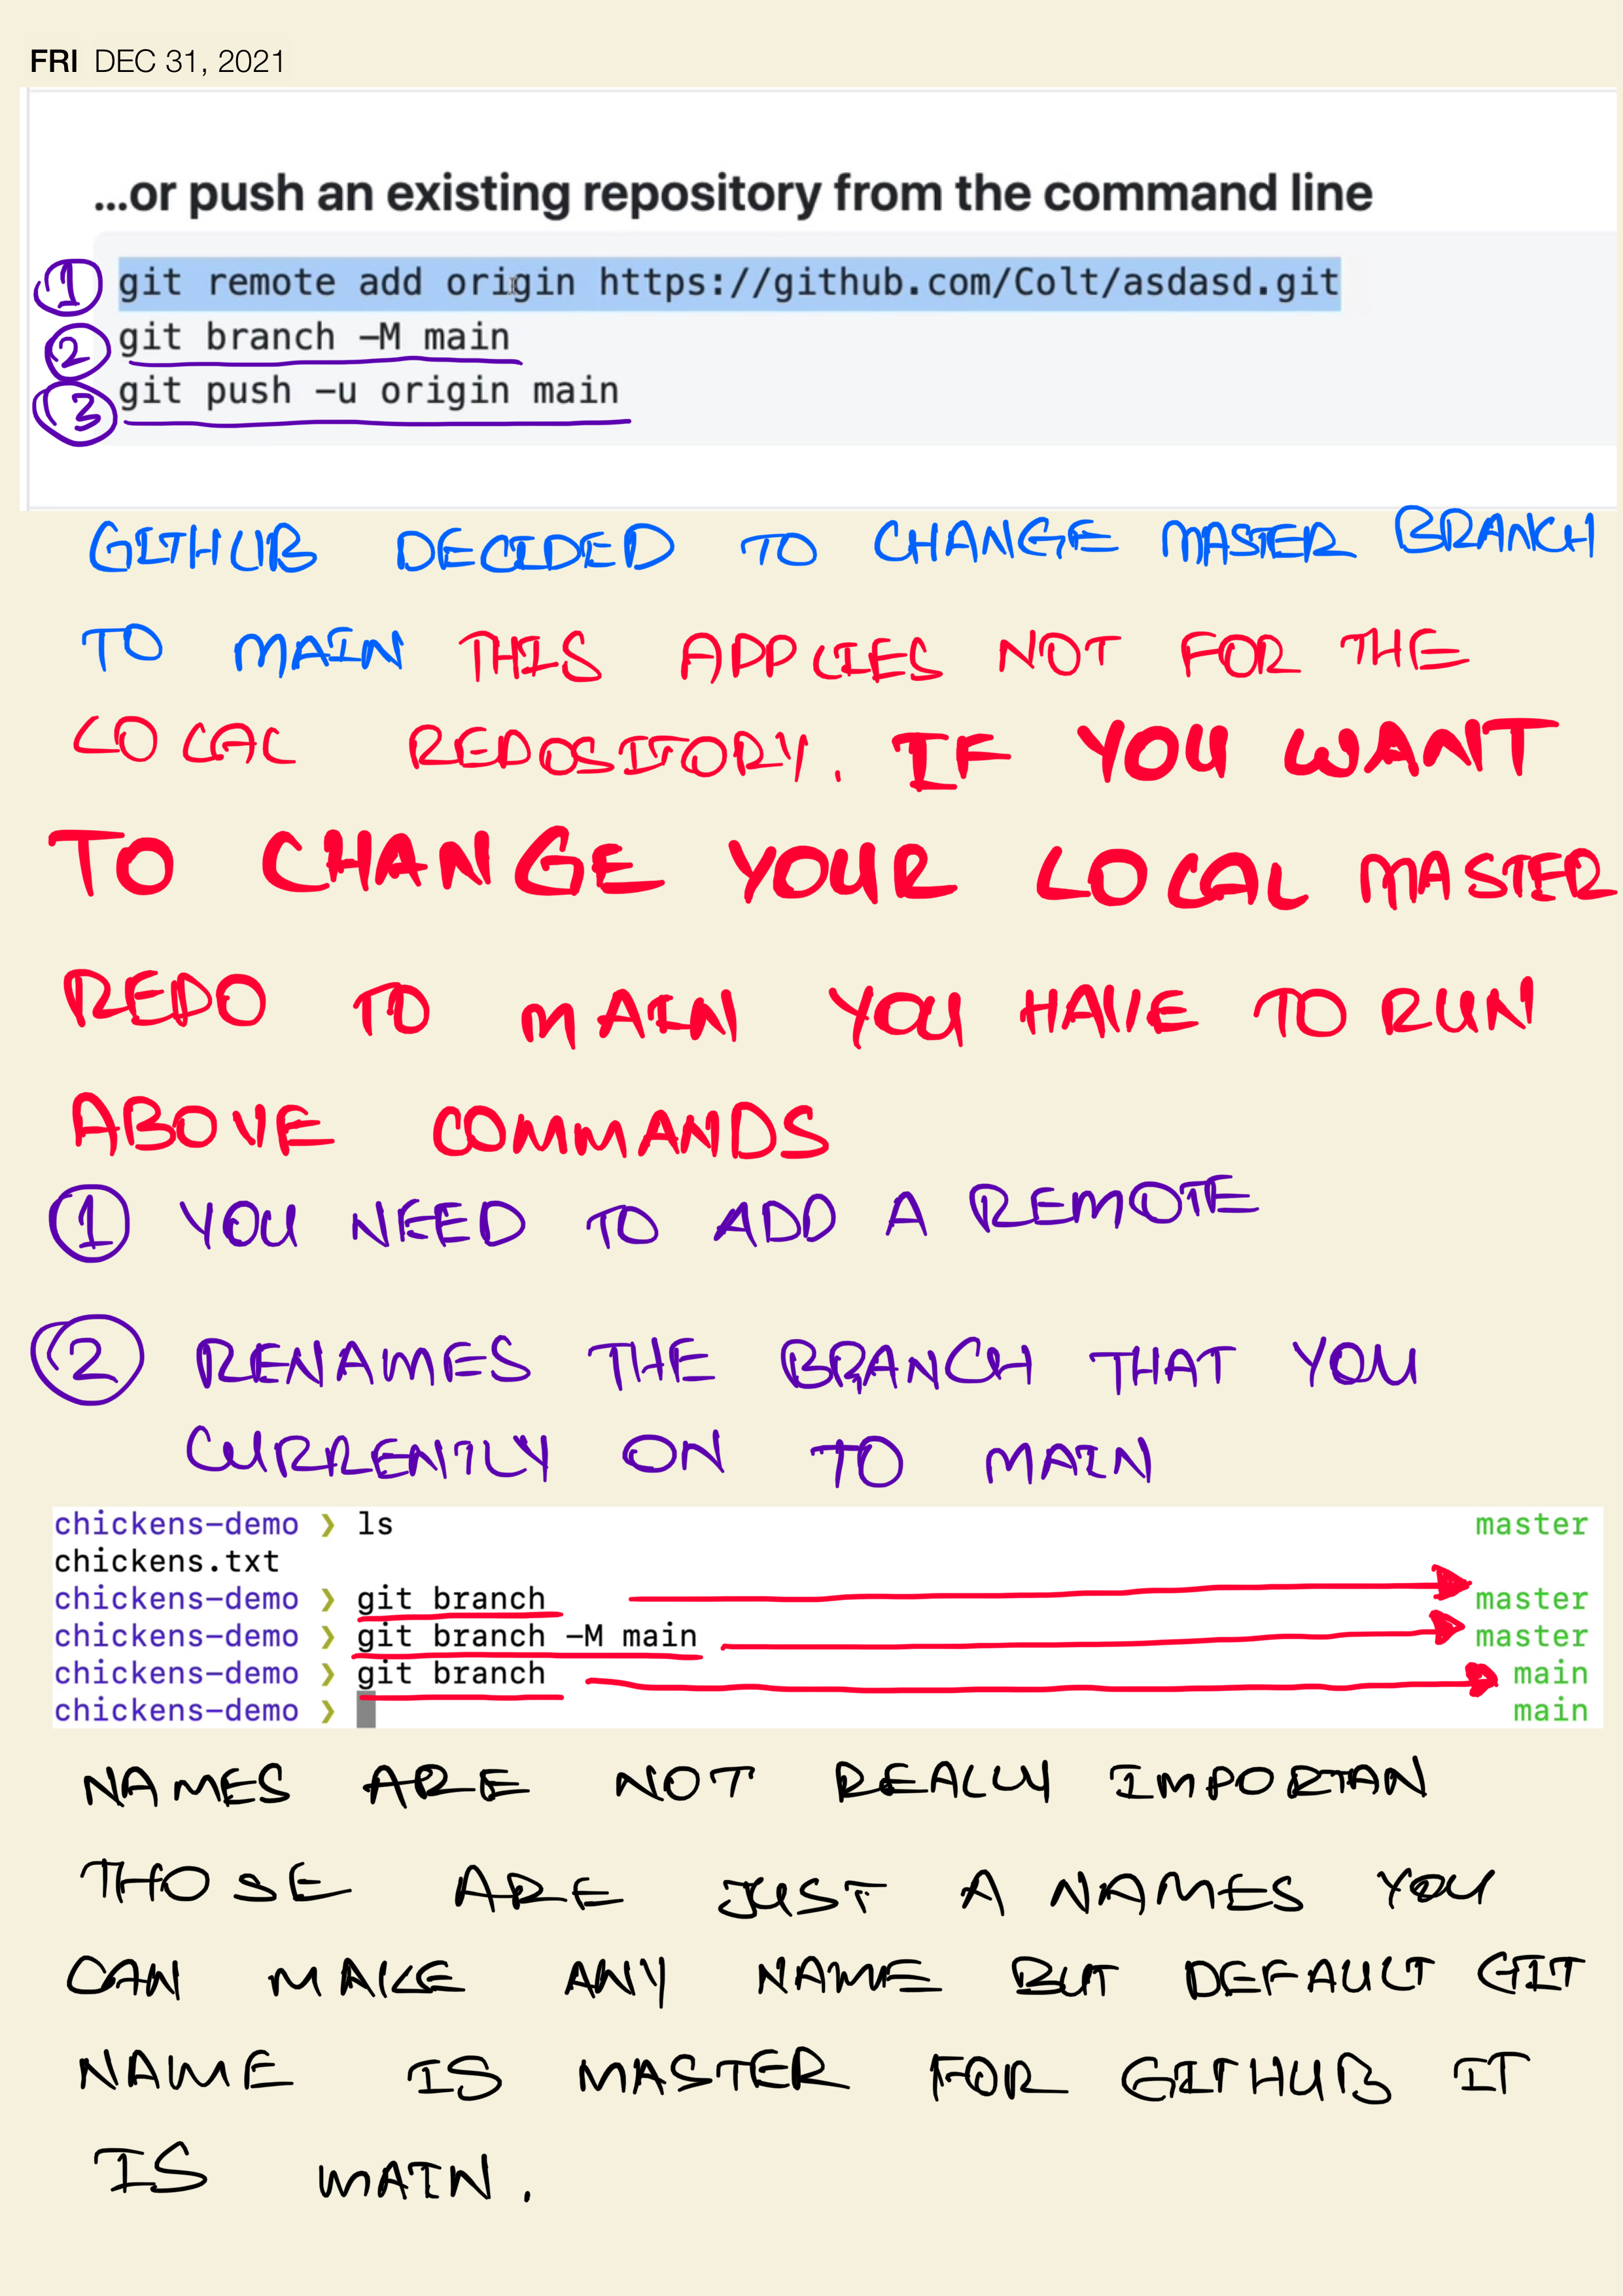 FRI DEC 31, 2021
...or push an existing repository from the command line
1 git remote add origin https://github.com/Colt/asdasd.git
2 git branch -M main
3 git push -u origin main
GITHUB DECIDED TO CHANGE MASTER BRANCH
TO MAIN THIS APPLIES NOT FOR THE
LOCAL REPOSITORY. IF YOU WANT
TO CHANGE YOUR LOCAL MASTER
REPO TO MAIN YOU HAVE TO RUN
ABOVE COMMANDS
1 YOU NEED TO ADD A REMOTE
2 RENAMES THE BRANCH THAT YOU
CURRENTLY ON TO MAIN
chickens-demo ❯ ls master
chickens.txt
chickens-demo ❯ git branch master
chickens-demo ❯ git branch -M main master
chickens-demo ❯ git branch main
chickens-demo ❯ main
NAMES ARE NOT REALLY IMPORTAN
THOSE ARE JUST A NAMES YOU
CAN MAKE ANY NAME BUT DEFAULT GIT
NAME IS MASTER FOR GITHUB IT
IS MAIN.